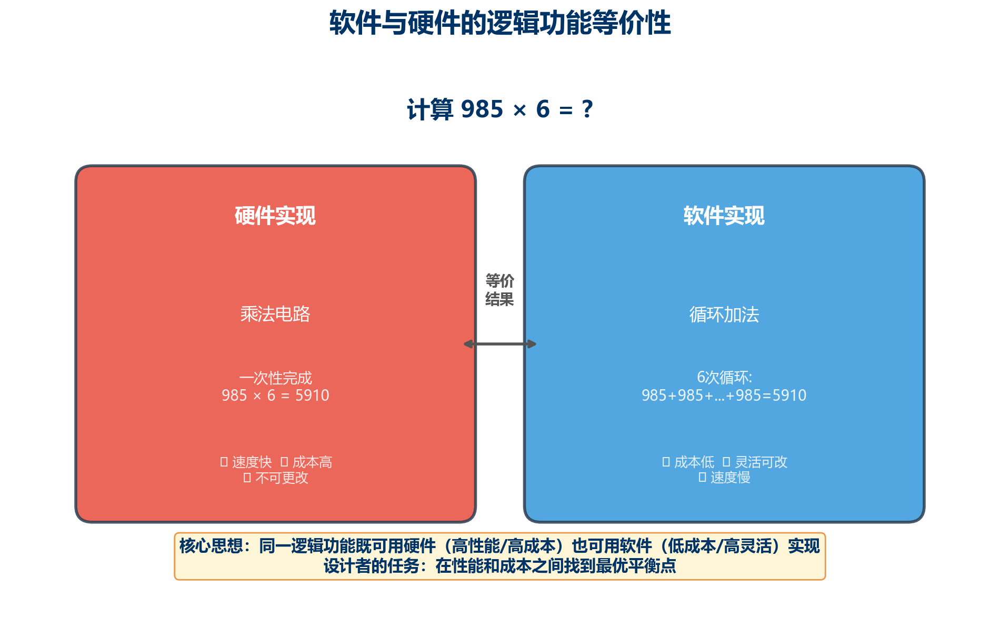 软件与硬件的逻辑功能等价性
计算 985 × 6 = ?
硬件实现
乘法电路
一次性完成
985 × 6 = 5910
▯ 速度快 ▯ 成本高
▯ 不可更改
等价
结果
软件实现
循环加法
6次循环:
985+985+...+985=5910
▯ 成本低 ▯ 灵活可改
▯ 速度慢
核心思想：同一逻辑功能既可用硬件（高性能/高成本）也可用软件（低成本/高灵活）实现
设计者的任务：在性能和成本之间找到最优平衡点